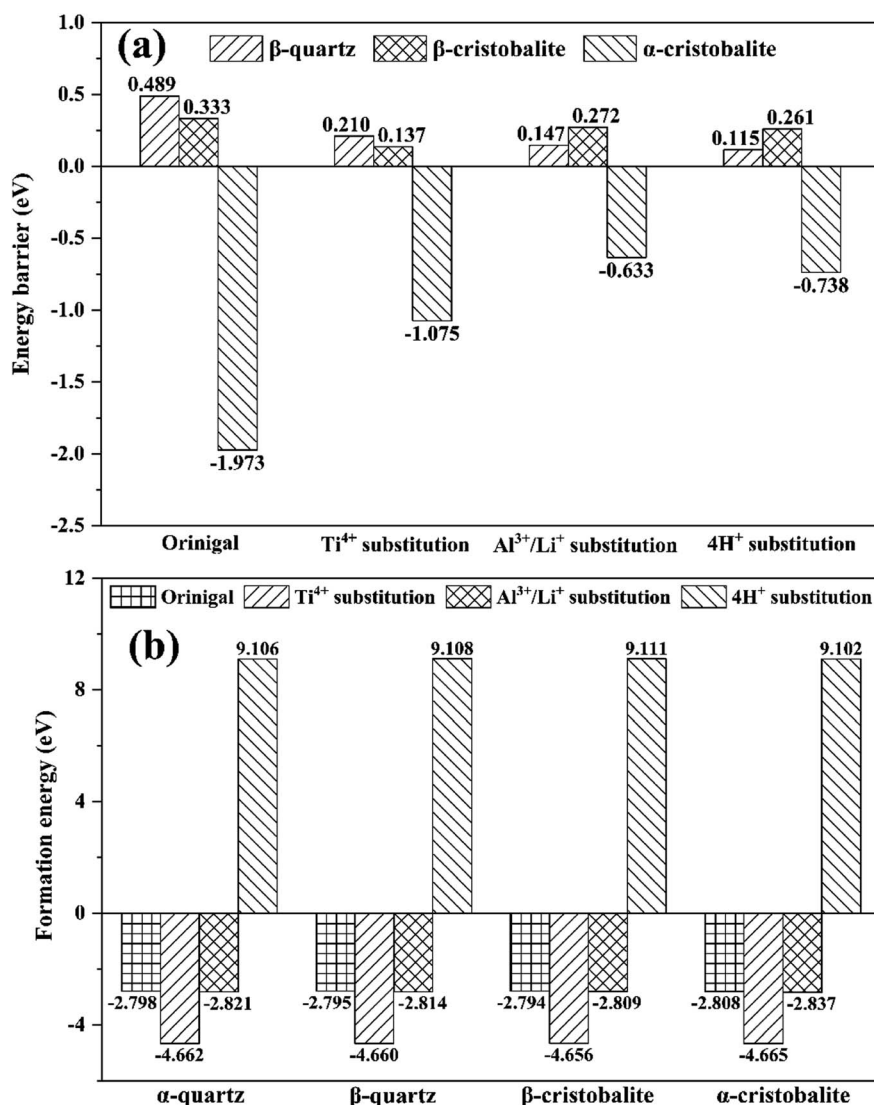 (a)
β-quartz β-cristobalite α-cristobalite
1.0
0.5
0.0
-0.5
-1.0
-1.5
-2.0
-2.5
Energy barrier (eV)
0.489 0.333 -1.973
0.210 0.137 -1.075
0.147 0.272 -0.633
0.115 0.261 -0.738
Orinigal Ti⁴⁺ substitution Al³⁺/Li⁺ substitution 4H⁺ substitution
(b)
Orinigal Ti⁴⁺ substitution Al³⁺/Li⁺ substitution 4H⁺ substitution
12
8
4
0
-4
Formation energy (eV)
9.106 9.108 9.111 9.102
-2.798 -2.821 -2.795 -2.814 -2.794 -2.809 -2.808 -2.837
-4.662 -4.660 -4.656 -4.665
α-quartz β-quartz β-cristobalite α-cristobalite